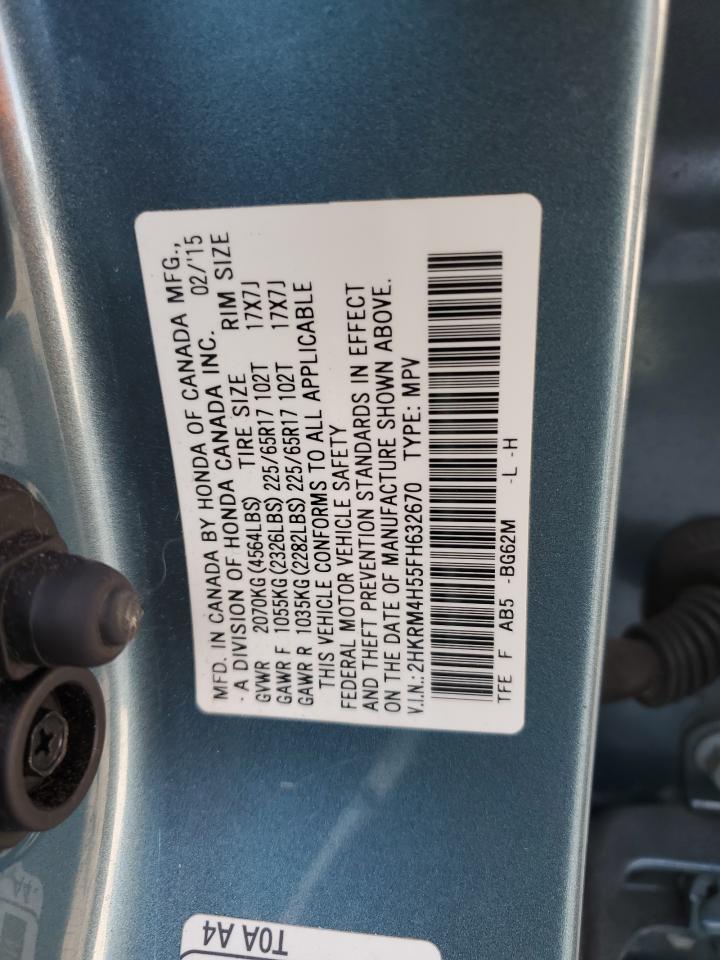 MFD. IN CANADA BY HONDA OF CANADA MFG.,
· A DIVISION OF HONDA CANADA INC. 02/'15
GVWR 2070KG (4564LBS) TIRE SIZE RIM SIZE
GAWR F 1055KG (2326LBS) 225/65R17 102T 17X7J
GAWR R 1035KG (2282LBS) 225/65R17 102T 17X7J
THIS VEHICLE CONFORMS TO ALL APPLICABLE
FEDERAL MOTOR VEHICLE SAFETY
AND THEFT PREVENTION STANDARDS IN EFFECT
ON THE DATE OF MANUFACTURE SHOWN ABOVE.
V.I.N.: 2HKRM4H55FH632670 TYPE: MPV
TFE F AB5 -BG62M -L -H
TOA A4